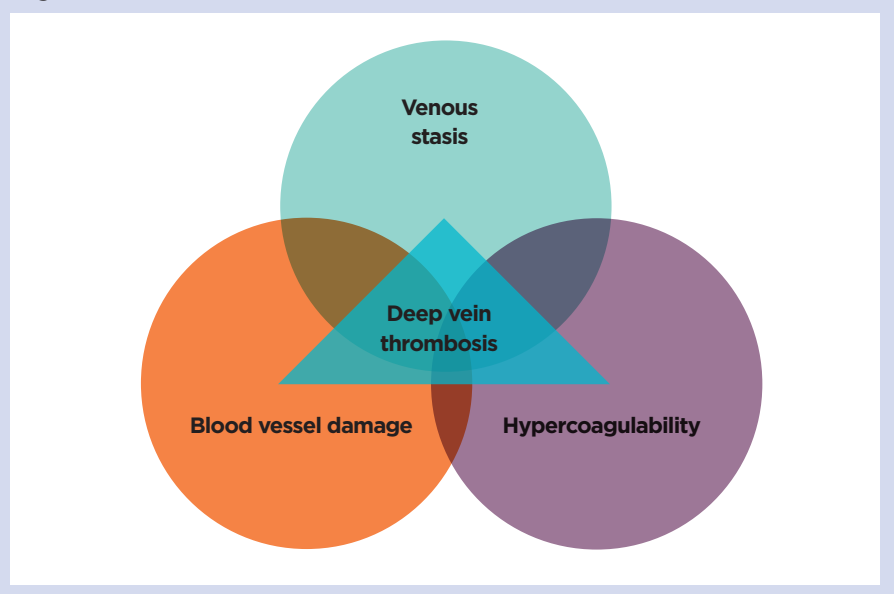 Venous
stasis
Deep vein
thrombosis
Blood vessel damage
Hypercoagulability